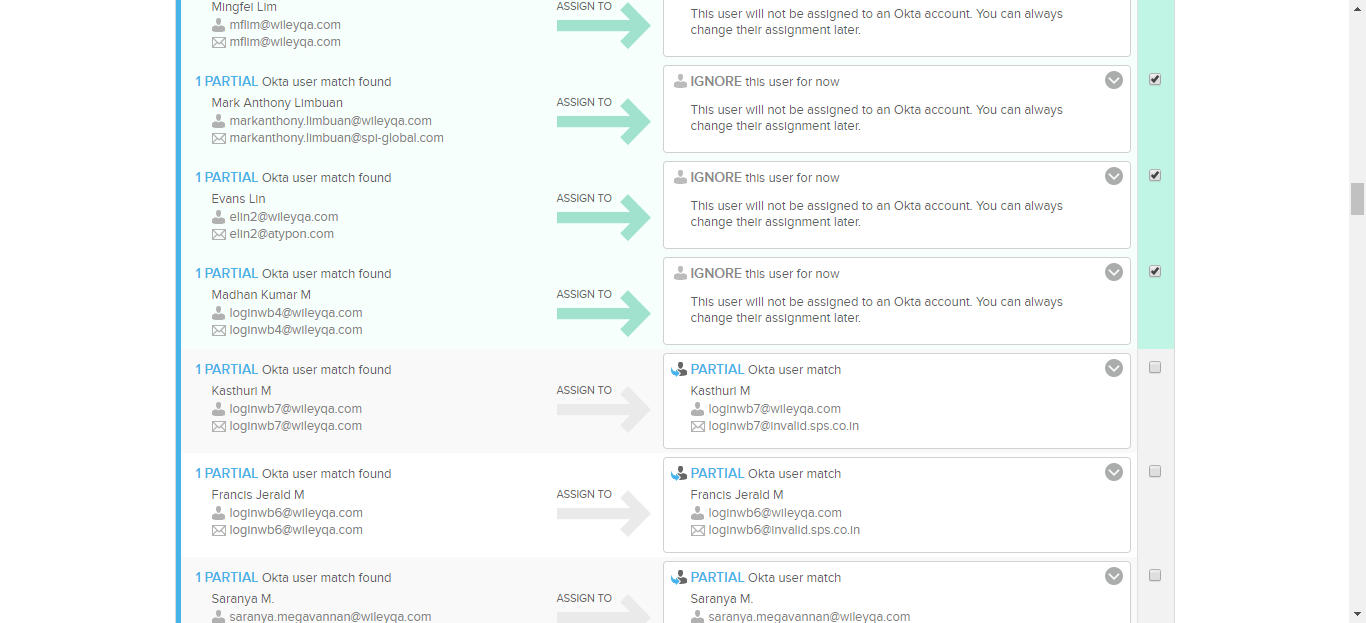 Mingfei Lim
mflim@wileyqa.com
mflim@wileyqa.com
ASSIGN TO
This user will not be assigned to an Okta account. You can always
change their assignment later.
1 PARTIAL Okta user match found
Mark Anthony Limbuan
markanthony.limbuan@wileyqa.com
markanthony.limbuan@spi-global.com
ASSIGN TO
IGNORE this user for now
This user will not be assigned to an Okta account. You can always
change their assignment later.
1 PARTIAL Okta user match found
Evans Lin
elin2@wileyqa.com
elin2@atypon.com
ASSIGN TO
IGNORE this user for now
This user will not be assigned to an Okta account. You can always
change their assignment later.
1 PARTIAL Okta user match found
Madhan Kumar M
loginwb4@wileyqa.com
loginwb4@wileyqa.com
ASSIGN TO
IGNORE this user for now
This user will not be assigned to an Okta account. You can always
change their assignment later.
1 PARTIAL Okta user match found
Kasthuri M
loginwb7@wileyqa.com
loginwb7@wileyqa.com
ASSIGN TO
PARTIAL Okta user match
Kasthuri M
loginwb7@wileyqa.com
loginwb7@invalid.sps.co.in
1 PARTIAL Okta user match found
Francis Jerald M
loginwb6@wileyqa.com
loginwb6@wileyqa.com
ASSIGN TO
PARTIAL Okta user match
Francis Jerald M
loginwb6@wileyqa.com
loginwb6@invalid.sps.co.in
1 PARTIAL Okta user match found
Saranya M.
saranya.megavannan@wileyqa.com
ASSIGN TO
PARTIAL Okta user match
Saranya M.
saranya.megavannan@wileyqa.com